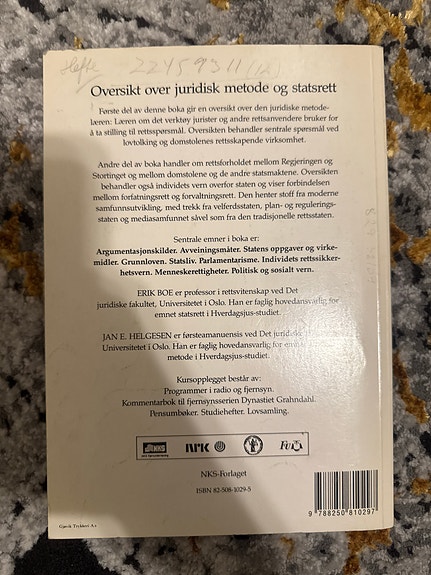 Hefte 22459311 (12)
Oversikt over juridisk metode og statsrett
Første del av denne boka gir en oversikt over den juridiske metode-
læren: Læren om det verktøy jurister og andre rettsanvendere bruker for
å ta stilling til rettsspørsmål. Oversikten behandler sentrale spørsmål ved
lovtolking og domstolenes rettsskapende virksomhet.
Andre del av boka handler om rettsforholdet mellom Regjeringen og
Stortinget og mellom domstolene og de andre statsmaktene. Oversikten
behandler også individets vern overfor staten og viser forbindelsen
mellom forfatningsrett og forvaltningsrett. Den henter stoff fra moderne
samfunnsutvikling, med trekk fra velferdsstaten, plan- og regulerings-
staten og mediasamfunnet såvel som fra den tradisjonelle rettsstaten.
Sentrale emner i boka er:
Argumentasjonskilder. Avveiningsmåter. Statens oppgaver og virke-
midler. Grunnloven. Statsliv. Parlamentarisme. Individets rettssikker-
hetsvern. Menneskerettigheter. Politisk og sosialt vern.
ERIK BOE er professor i rettsvitenskap ved Det
juridiske fakultet, Universitetet i Oslo. Han er faglig hovedansvarlig for
emnet statsrett i Hverdagsjus-studiet.
JAN E. HELGESEN er førsteamanuensis ved Det juridiske
Universitetet i Oslo. Han er faglig hovedansvarlig for
metode i Hverdagsjus-studiet.
Kursopplegget består av:
Programmer i radio og fjernsyn.
Kommentarbok til fjernsynsserien Dynastiet Grahndahl.
Pensumbøker. Studiehefter. Lovsamling.
NKS
NRK
NKS-Forlaget
ISBN 82-508-1029-5
9 788250 810297
Gjøvik Trykkeri A.s